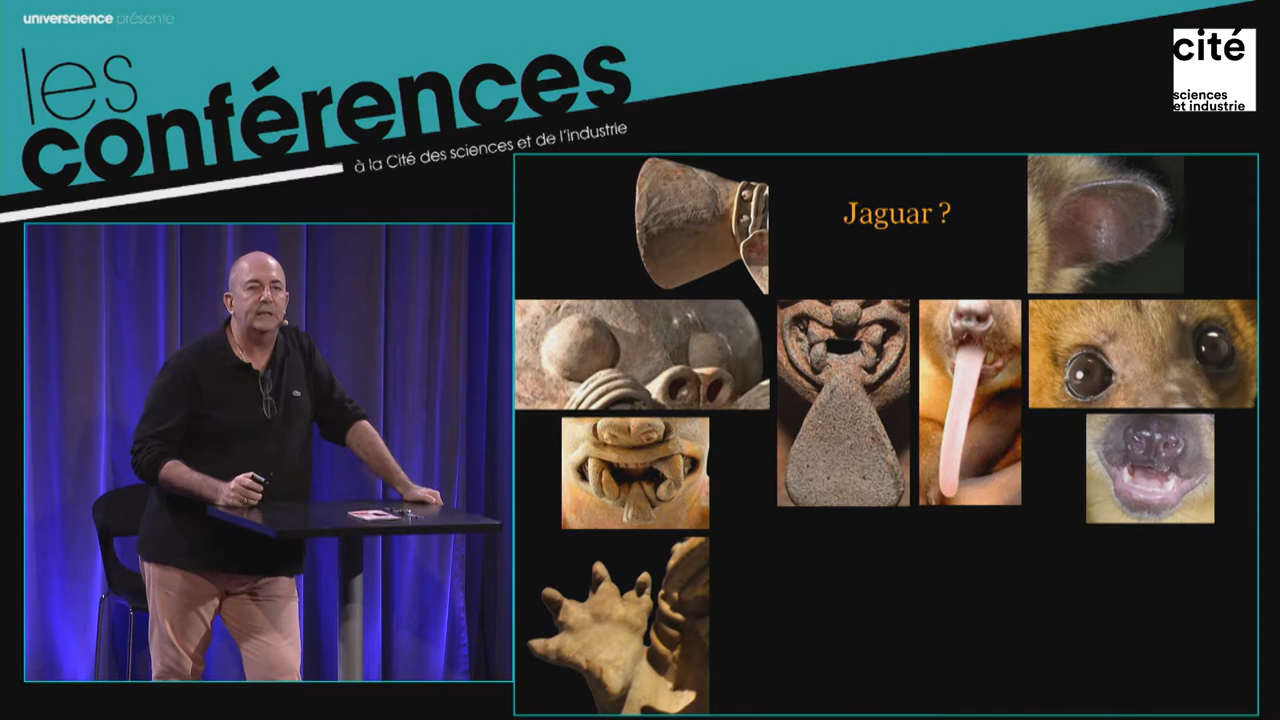 universcience présente
les
conférences
à la Cité des sciences et de l'industrie
cité
sciences
et industrie
Jaguar ?